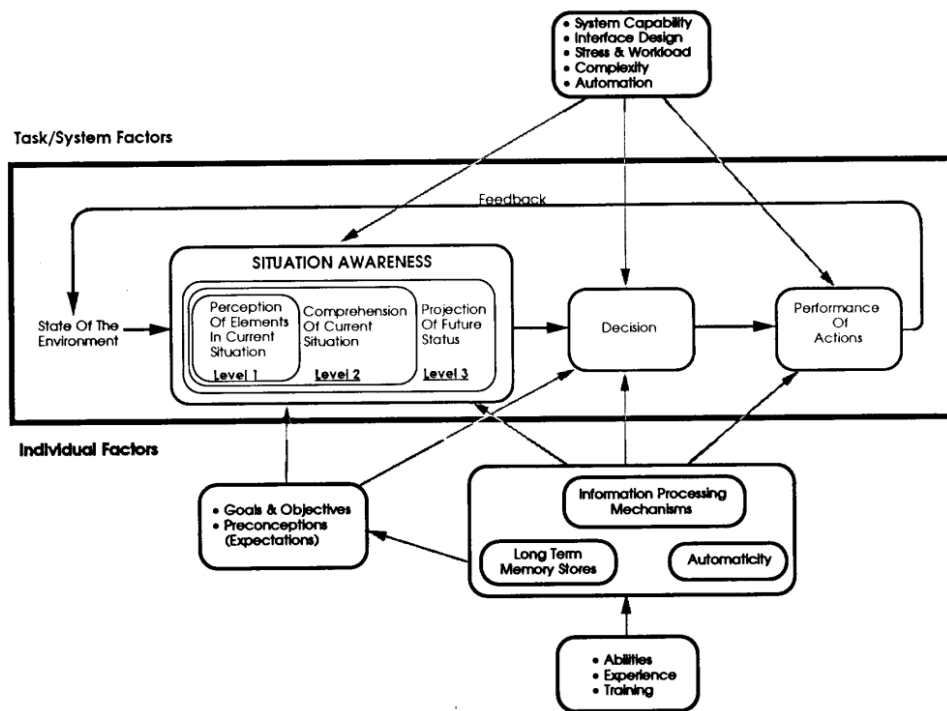 • System Capability
• Interface Design
• Stress & Workload
• Complexity
• Automation
Task/System Factors
Feedback
SITUATION AWARENESS
Perception
Of Elements
In Current
Situation
Level 1
Comprehension
Of Current
Situation
Level 2
Projection
Of Future
Status
Level 3
State Of The
Environment
Decision
Performance
Of
Actions
Individual Factors
• Goals & Objectives
• Preconceptions
(Expectations)
Information Processing
Mechanisms
Long Term
Memory Stores
Automaticity
• Abilities
• Experience
• Training